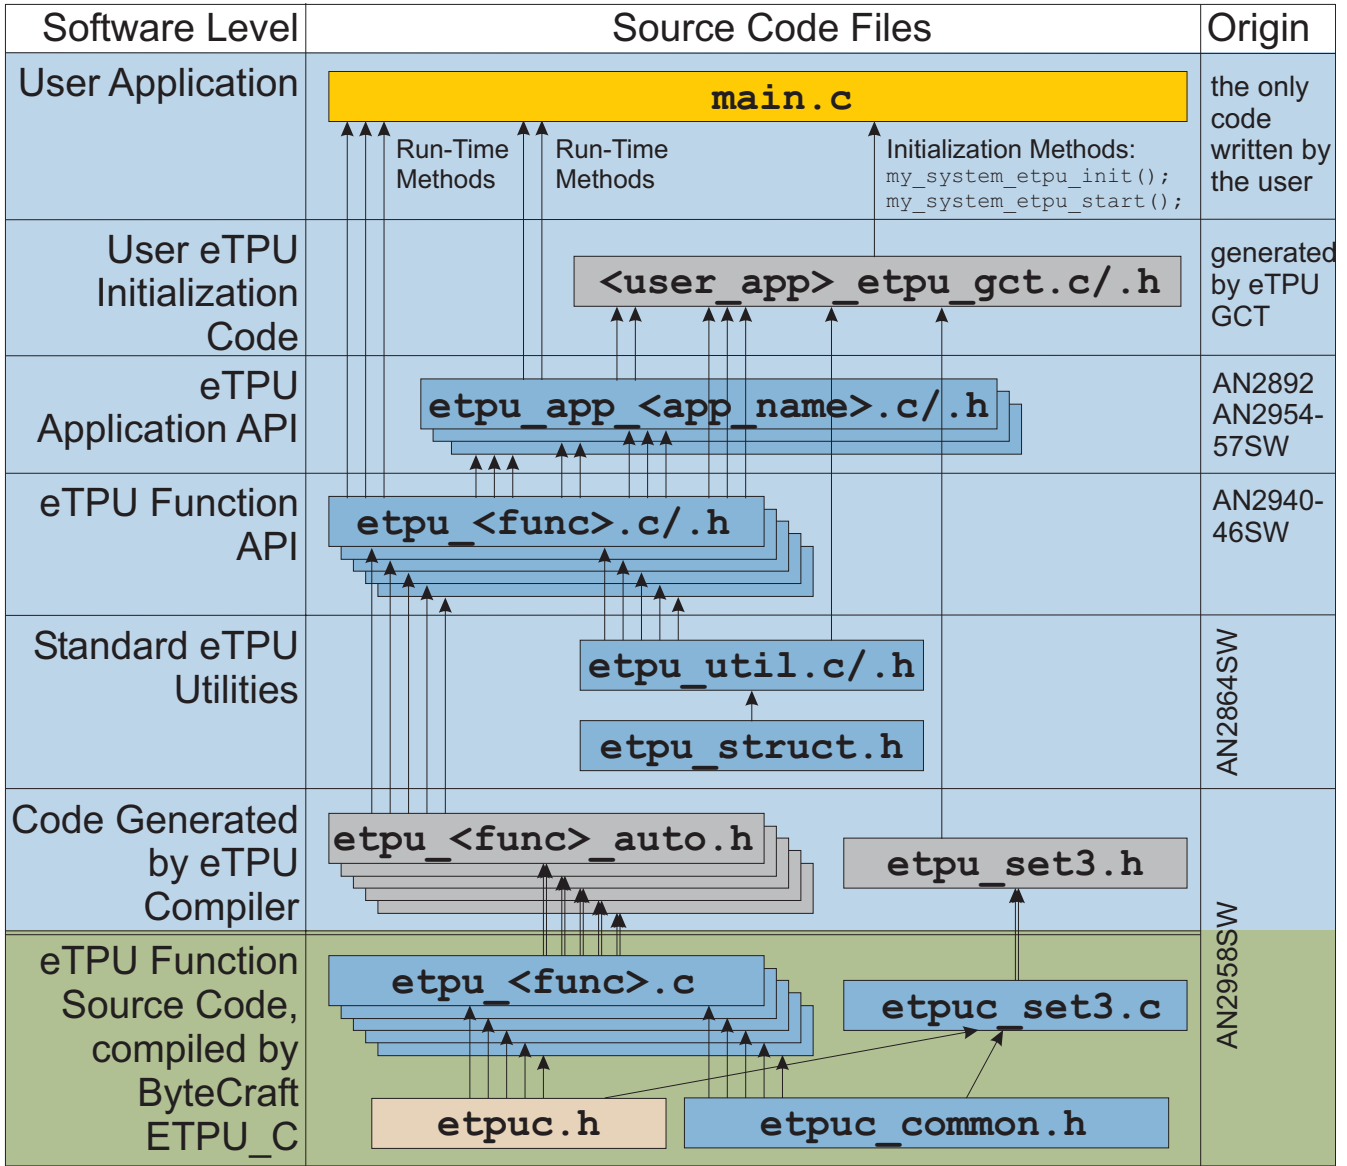 Software Level
Source Code Files
Origin
User Application
main.c
the only
code
written by
the user
Run-Time
Methods
Run-Time
Methods
Initialization Methods:
my_system_etpu_init();
my_system_etpu_start();
User eTPU
Initialization
Code
<user_app>_etpu_gct.c/.h
generated
by eTPU
GCT
eTPU
Application API
etpu_app_<app_name>.c/.h
AN2892
AN2954-
57SW
eTPU Function
API
etpu_<func>.c/.h
AN2940-
46SW
Standard eTPU
Utilities
etpu_util.c/.h
etpu_struct.h
AN2864SW
Code Generated
by eTPU
Compiler
etpu_<func>_auto.h
etpu_set3.h
AN2958SW
eTPU Function
Source Code,
compiled by
ByteCraft
ETPU_C
etpu_<func>.c
etpuc_set3.c
etpuc.h
etpuc_common.h